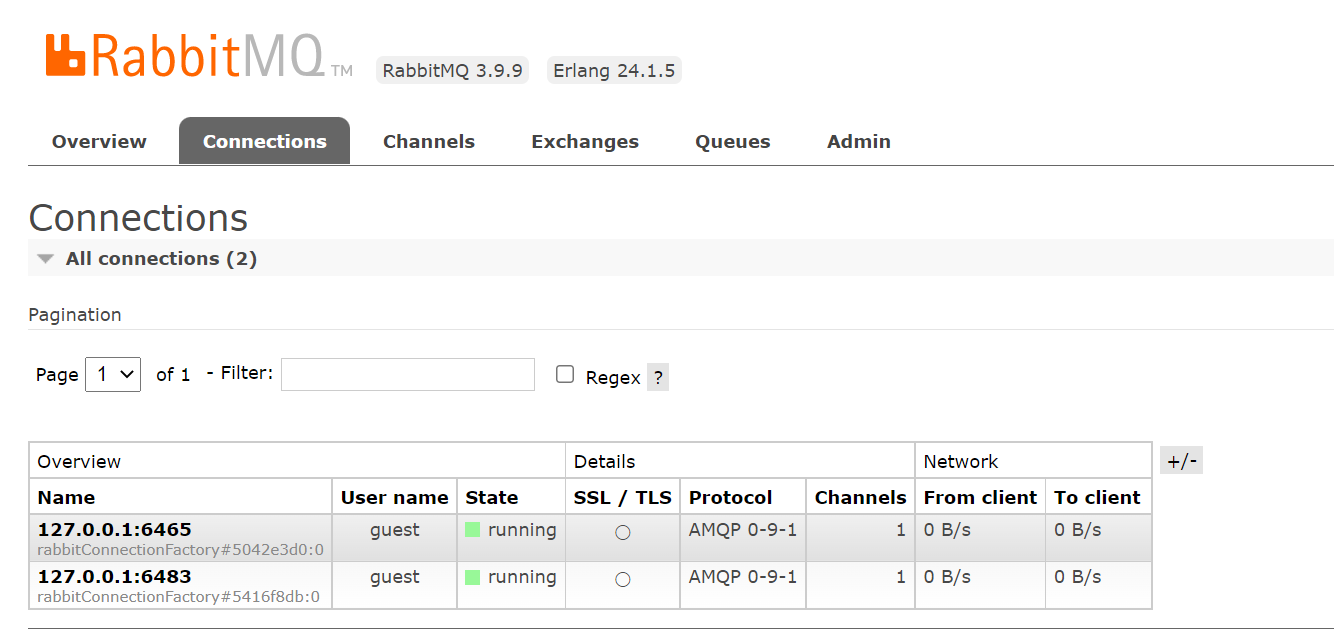 RabbitMQ TM RabbitMQ 3.9.9 Erlang 24.1.5
Overview Connections Channels Exchanges Queues Admin
Connections
All connections (2)
Pagination
Page 1 of 1 - Filter: Regex ?
Overview Details Network +/-
Name User name State SSL / TLS Protocol Channels From client To client
127.0.0.1:6465 guest running AMQP 0-9-1 1 0 B/s 0 B/s
rabbitConnectionFactory#5042e3d0:0
127.0.0.1:6483 guest running AMQP 0-9-1 1 0 B/s 0 B/s
rabbitConnectionFactory#5416f8db:0